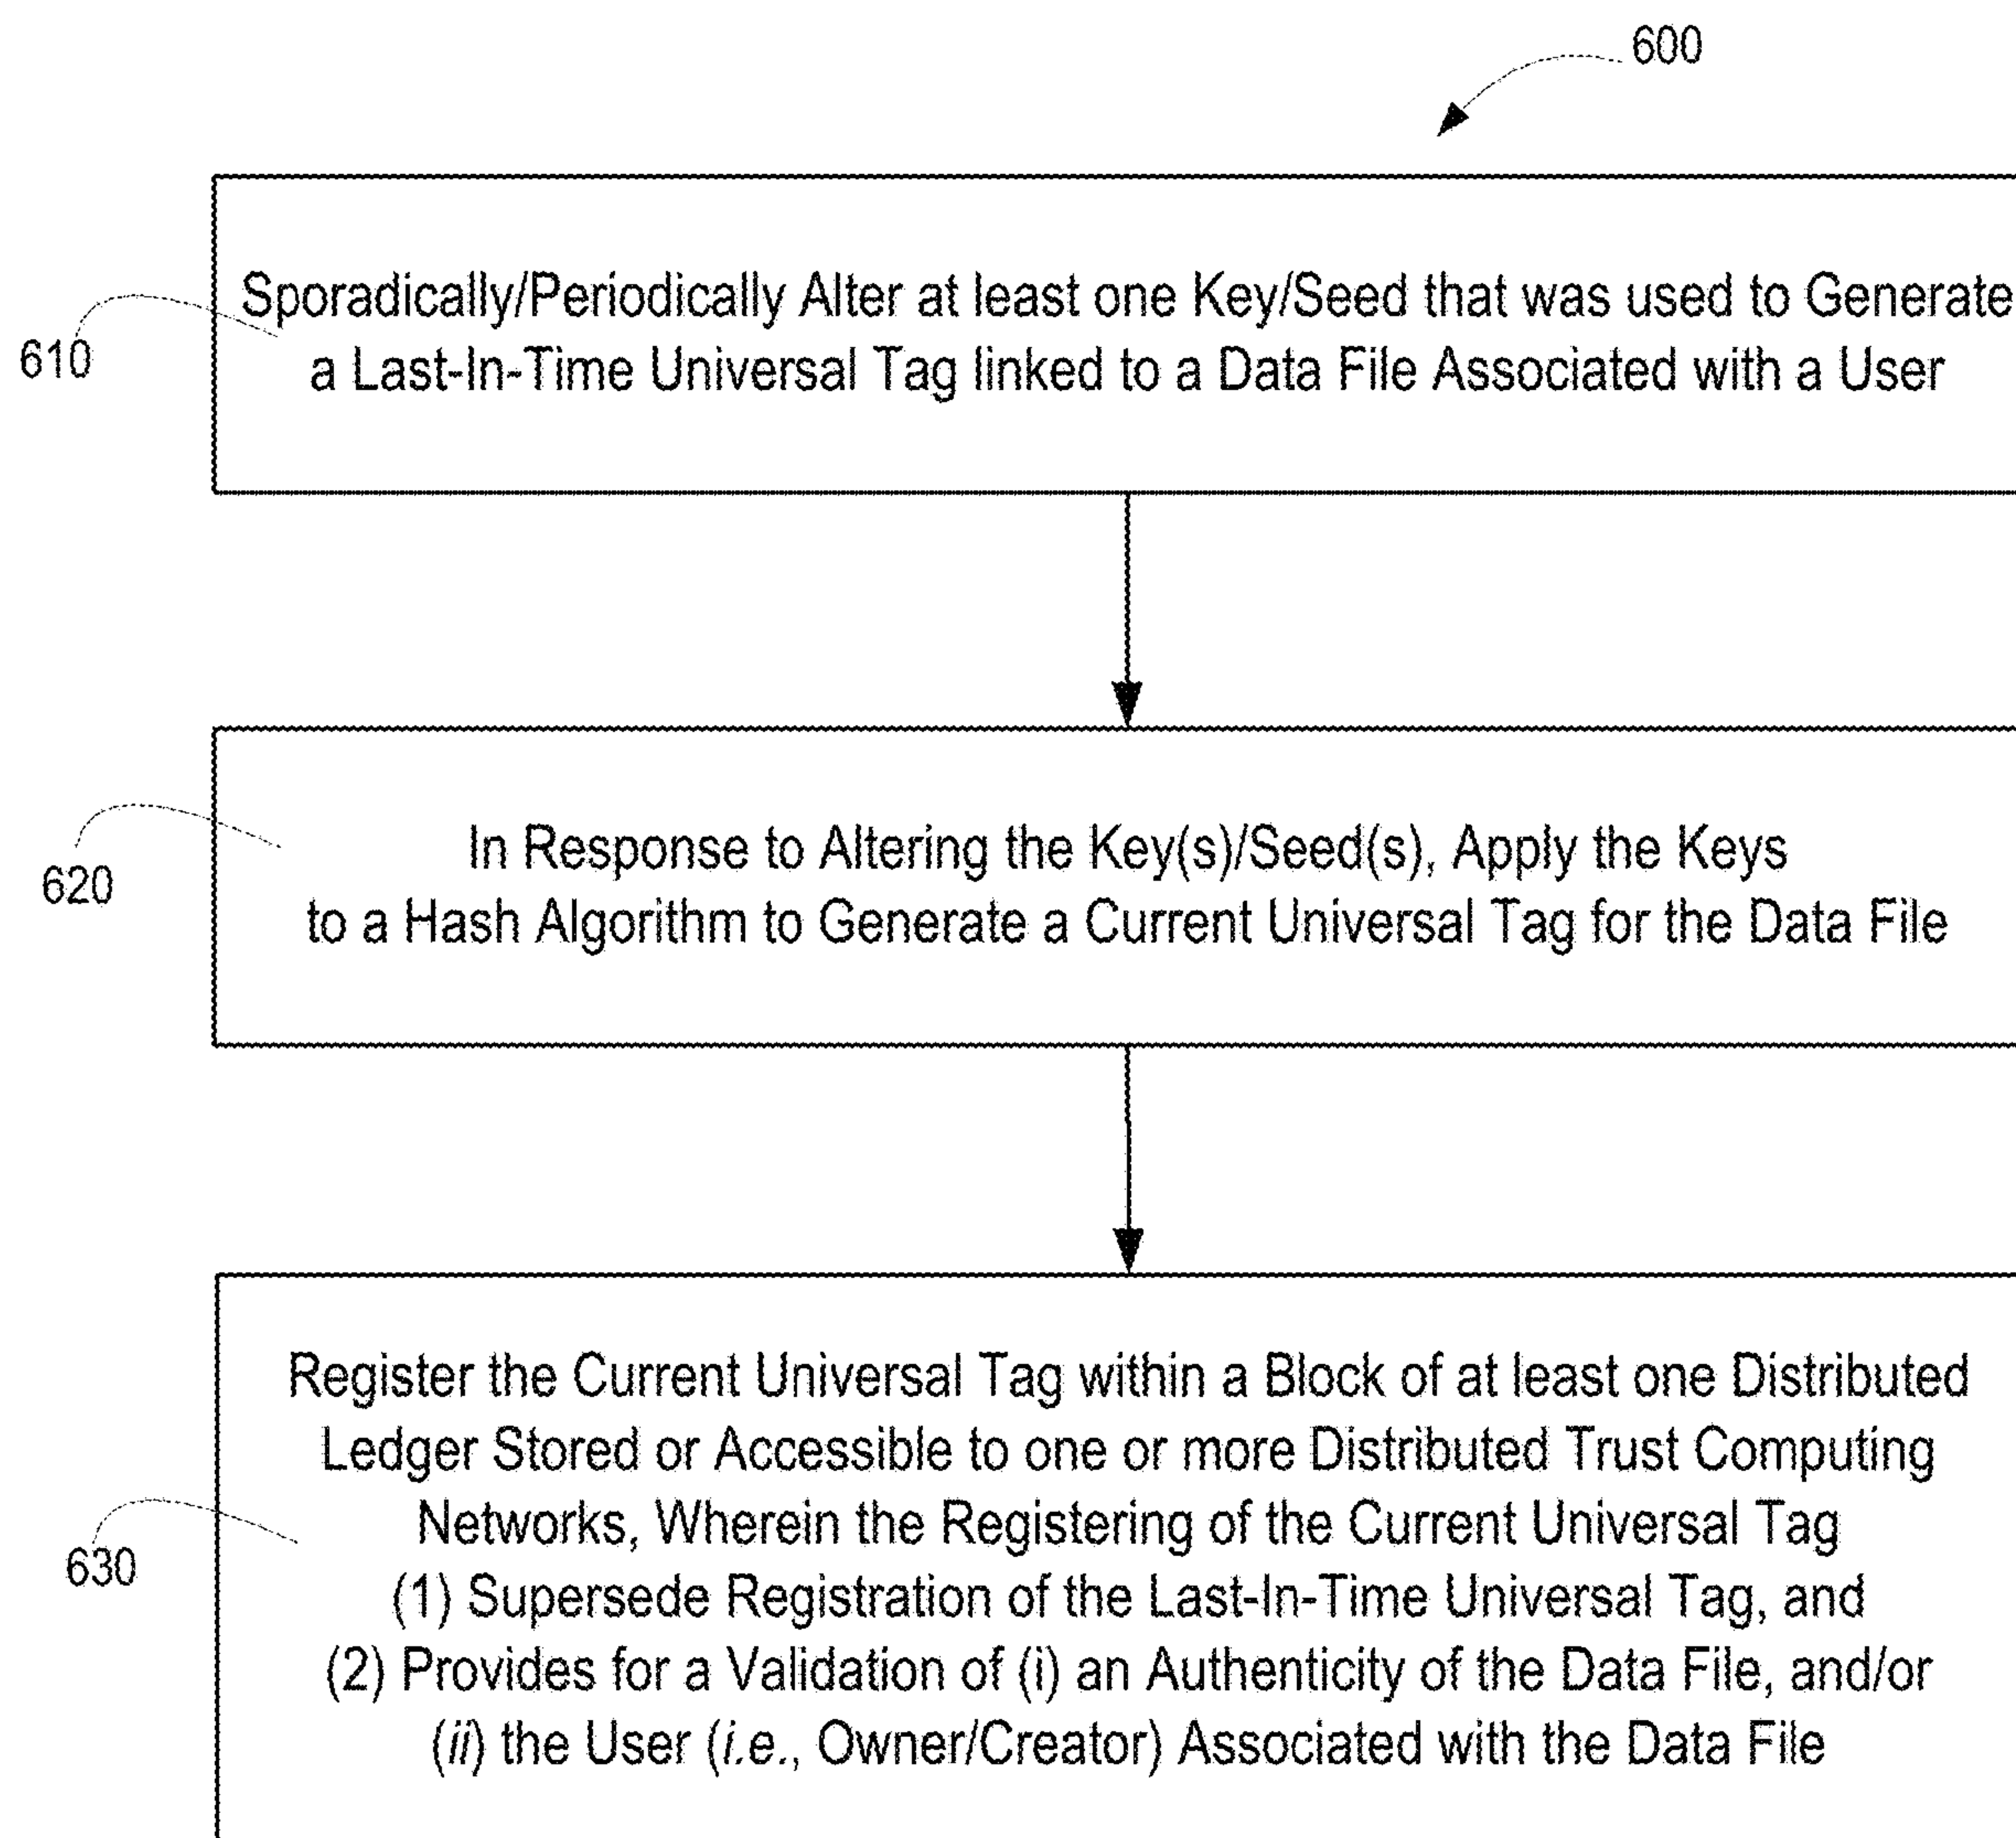 600
610
Sporadically/Periodically Alter at least one Key/Seed that was used to Generate
a Last-In-Time Universal Tag linked to a Data File Associated with a User
620
In Response to Altering the Key(s)/Seed(s), Apply the Keys
to a Hash Algorithm to Generate a Current Universal Tag for the Data File
630
Register the Current Universal Tag within a Block of at least one Distributed
Ledger Stored or Accessible to one or more Distributed Trust Computing
Networks, Wherein the Registering of the Current Universal Tag
(1) Supersede Registration of the Last-In-Time Universal Tag, and
(2) Provides for a Validation of (i) an Authenticity of the Data File, and/or
(ii) the User (i.e., Owner/Creator) Associated with the Data File